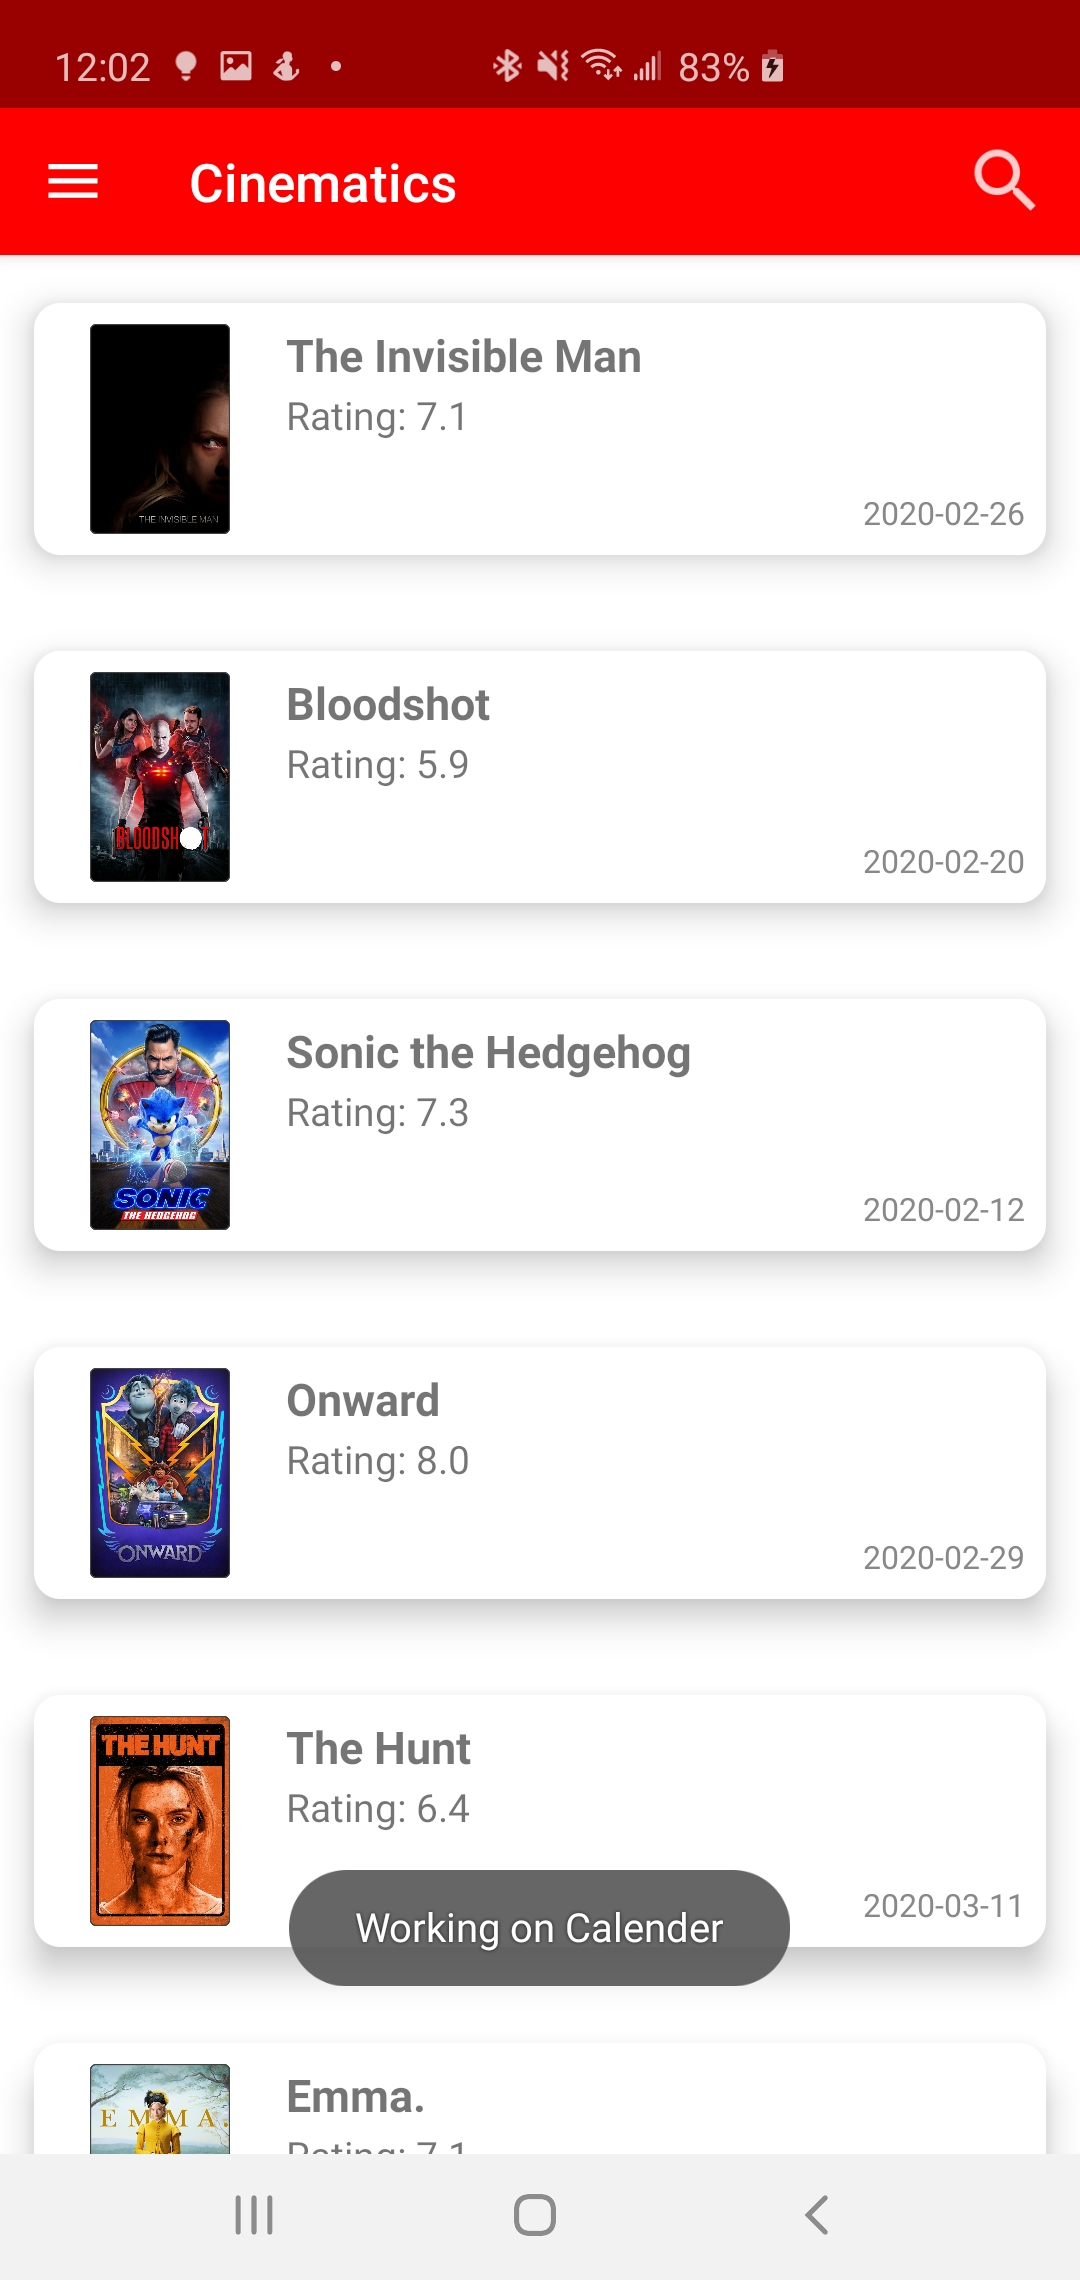 12:02 83%
Cinematics
The Invisible Man
Rating: 7.1
THE INVISIBLE MAN
2020-02-26
Bloodshot
Rating: 5.9
BLOODSH T
2020-02-20
Sonic the Hedgehog
Rating: 7.3
SONIC
THE HEDGEHOG
2020-02-12
Onward
Rating: 8.0
ONWARD
2020-02-29
THE HUNT
The Hunt
Rating: 6.4
2020-03-11
Working on Calender
Emma.
EMMA.
Rating: 7.1